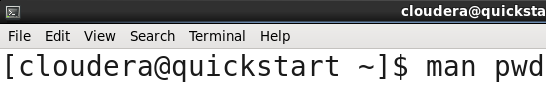 cloudera@quicksta
File Edit View Search Terminal Help
[cloudera@quickstart ~]$ man pwd